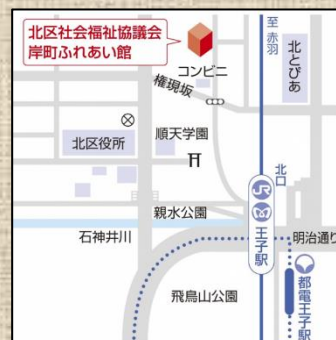 北区社会福祉協議会
岸町ふれあい館
至 赤羽
北とぴあ
コンビニ
権現坂
北区役所
順天学園
北口
JR
王子駅
親水公園
石神井川
明治通り
飛鳥山公園
都電王子駅